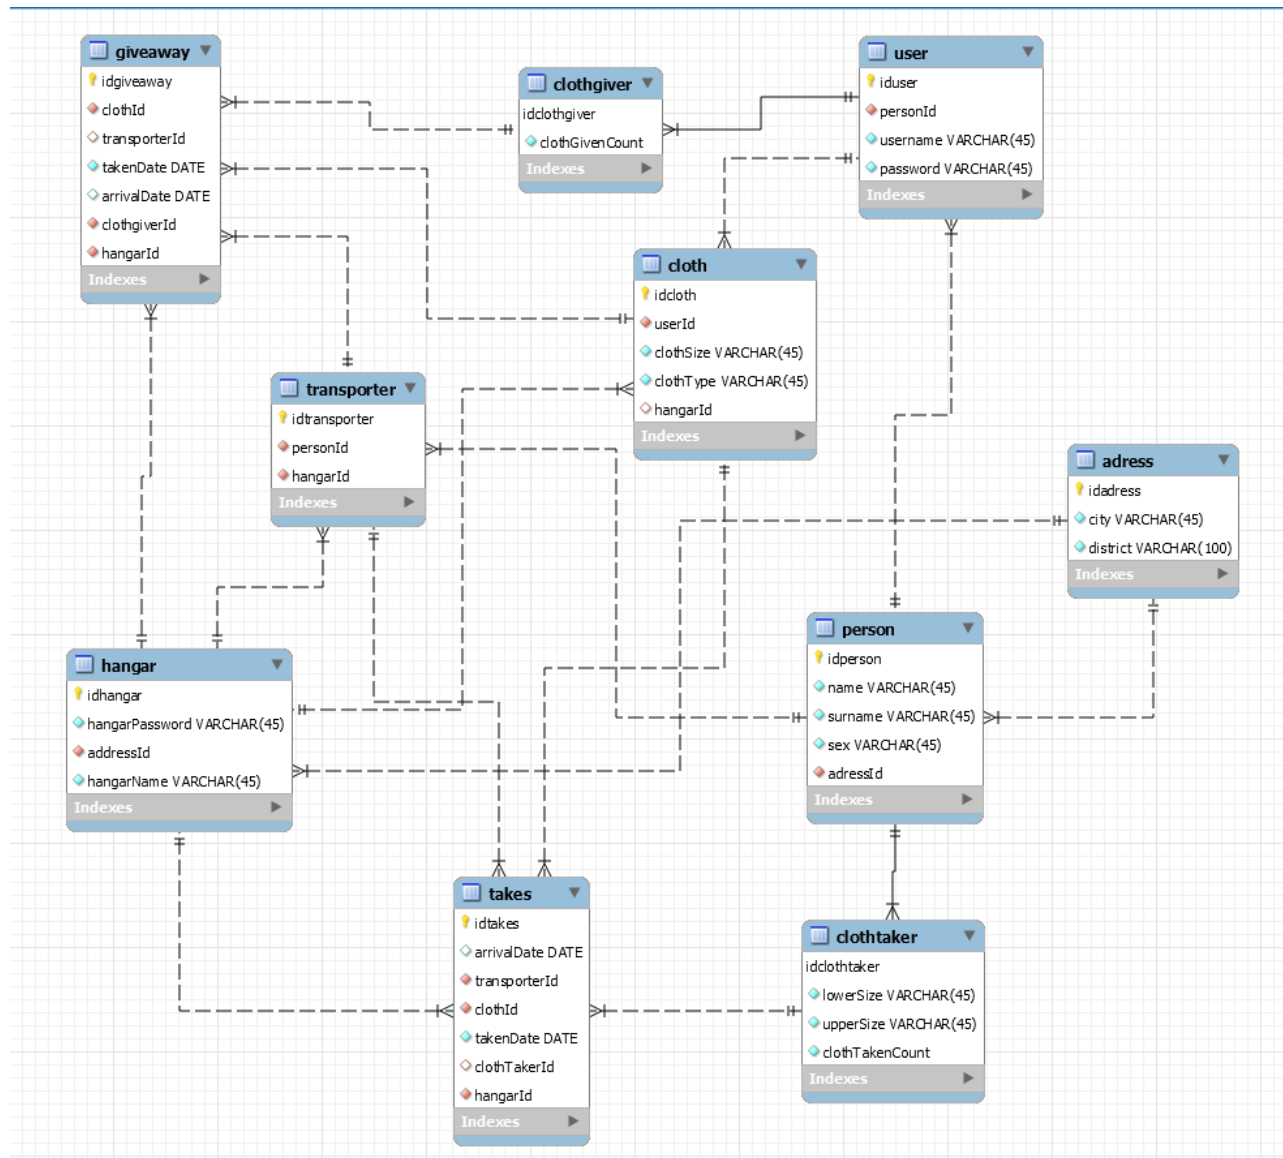 giveaway
idgiveaway
clothId
transporterId
takenDate DATE
arrivalDate DATE
clothgiverId
hangarId
Indexes
clothgiver
idclothgiver
clothGivenCount
Indexes
user
iduser
personId
username VARCHAR(45)
password VARCHAR(45)
Indexes
cloth
idcloth
userId
clothSize VARCHAR(45)
clothType VARCHAR(45)
hangarId
Indexes
transporter
idtransporter
personId
hangarId
Indexes
adress
idadress
city VARCHAR(45)
district VARCHAR(100)
Indexes
person
idperson
name VARCHAR(45)
surname VARCHAR(45)
sex VARCHAR(45)
adressId
Indexes
hangar
idhangar
hangarPassword VARCHAR(45)
addressId
hangarName VARCHAR(45)
Indexes
takes
idtakes
arrivalDate DATE
transporterId
clothId
takenDate DATE
clothTakerId
hangarId
Indexes
clothtaker
idclothtaker
lowerSize VARCHAR(45)
upperSize VARCHAR(45)
clothTakenCount
Indexes